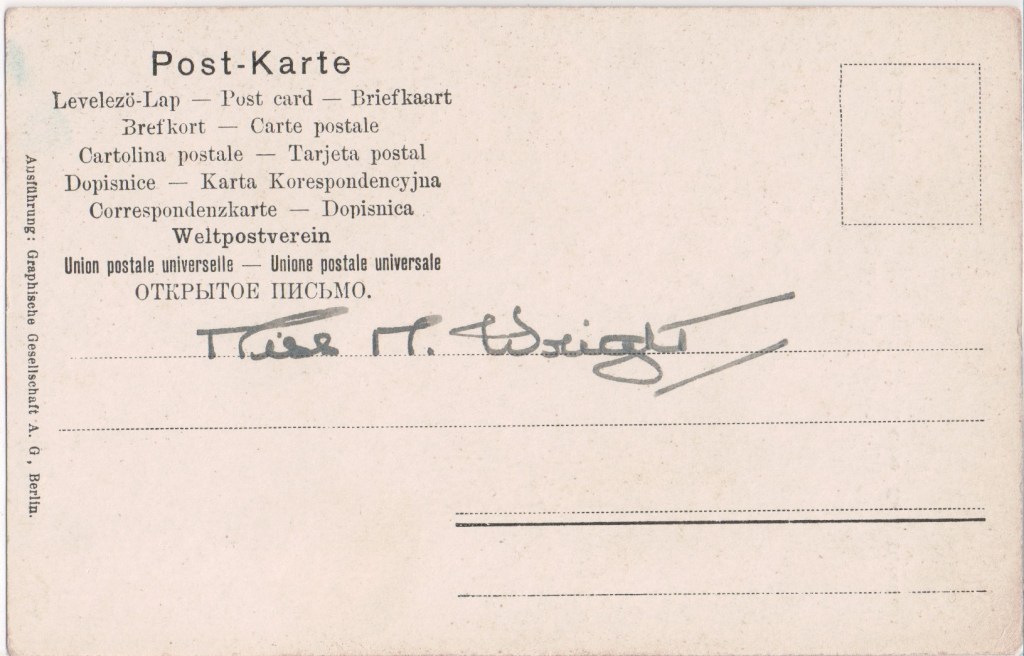 Post-Karte
Levelezö-Lap — Post card — Briefkaart
Brefkort — Carte postale
Cartolina postale — Tarjeta postal
Dopisnice — Karta Korespondencyjna
Correspondenzkarte — Dopisnica
Weltpostverein
Union postale universelle — Unione postale universale
ОТКРЫТОЕ ПИСЬМО.
Miss M. Wright
Ausführung: Graphische Gesellschaft A. G, Berlin.